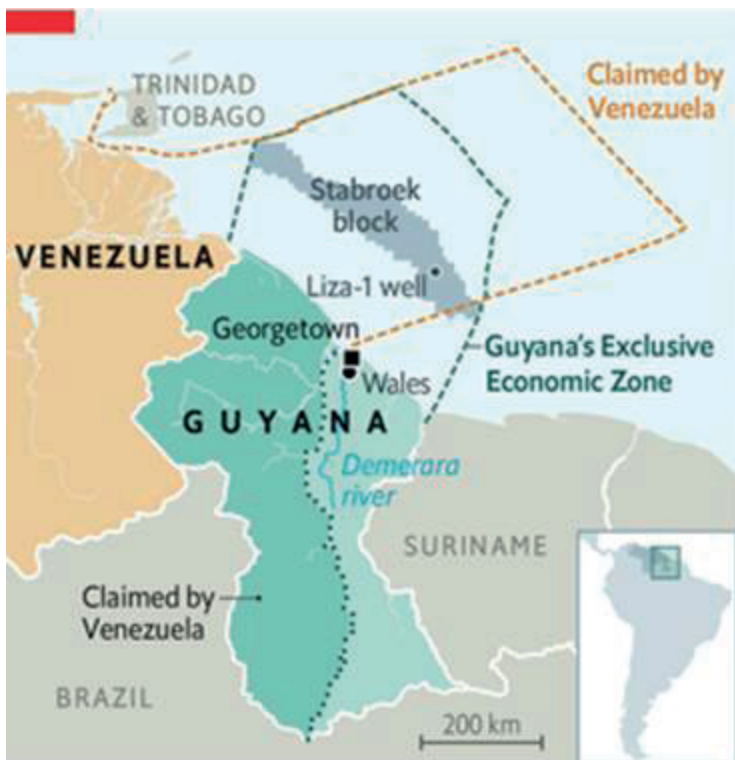 TRINIDAD
& TOBAGO
Claimed by
Venezuela
Stabroek
block
VENEZUELA
Liza-1 well
Georgetown
Guyana's Exclusive
Economic Zone
Wales
GUYANA
Demerara
river
SURINAME
Claimed by
Venezuela
BRAZIL
200 km